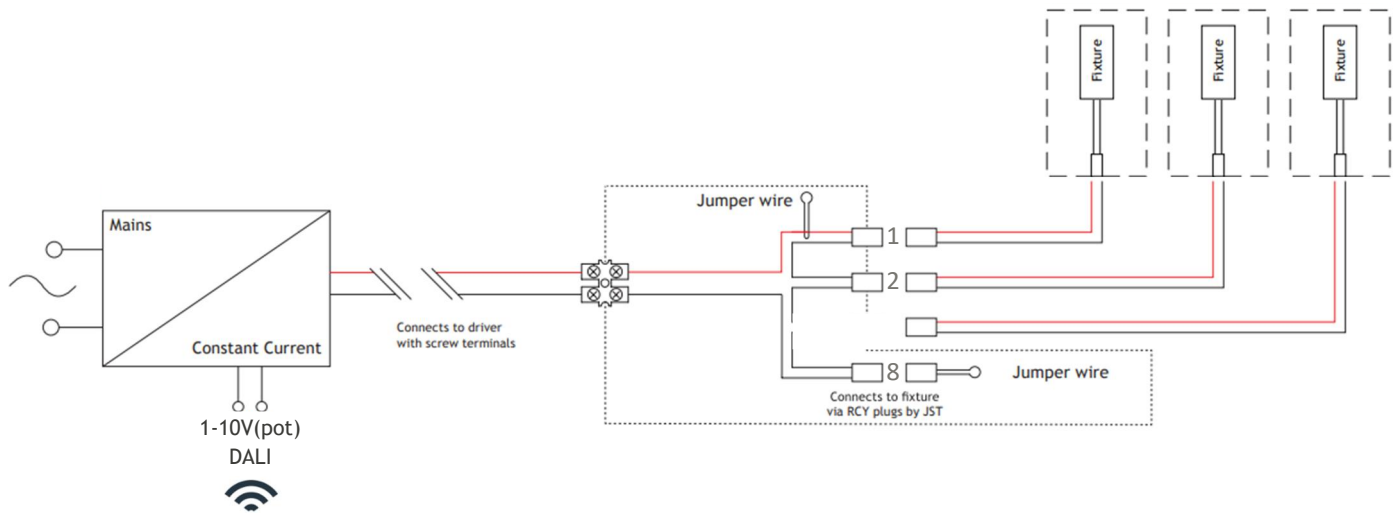 Fixture
Fixture
Fixture
Mains
Jumper wire
1
2
Constant Current
Connects to driver
with screw terminals
8
Jumper wire
Connects to fixture
via RCY plugs by JST
1-10V(pot)
DALI